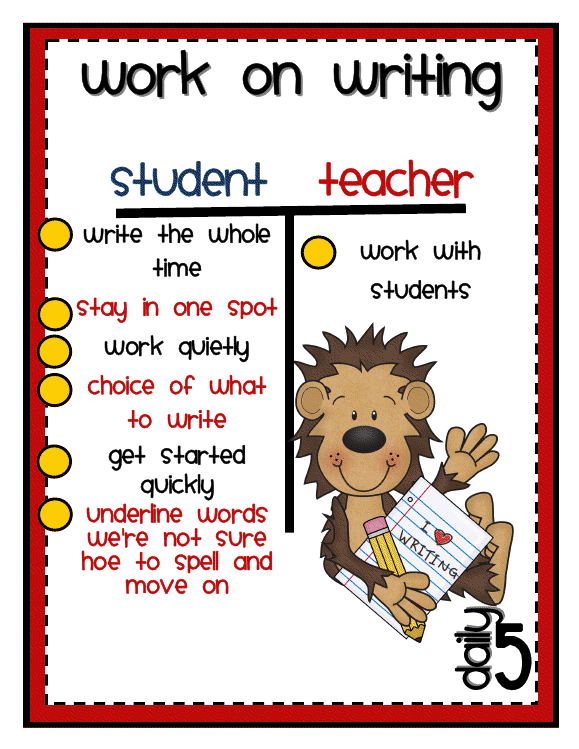 work on writing
student teacher
write the whole
time
stay in one spot
work quietly
choice of what
to write
get started
quickly
underline words
we're not sure
hoe to spell and
move on
work with
students
I ♥
WRITING
daily 5